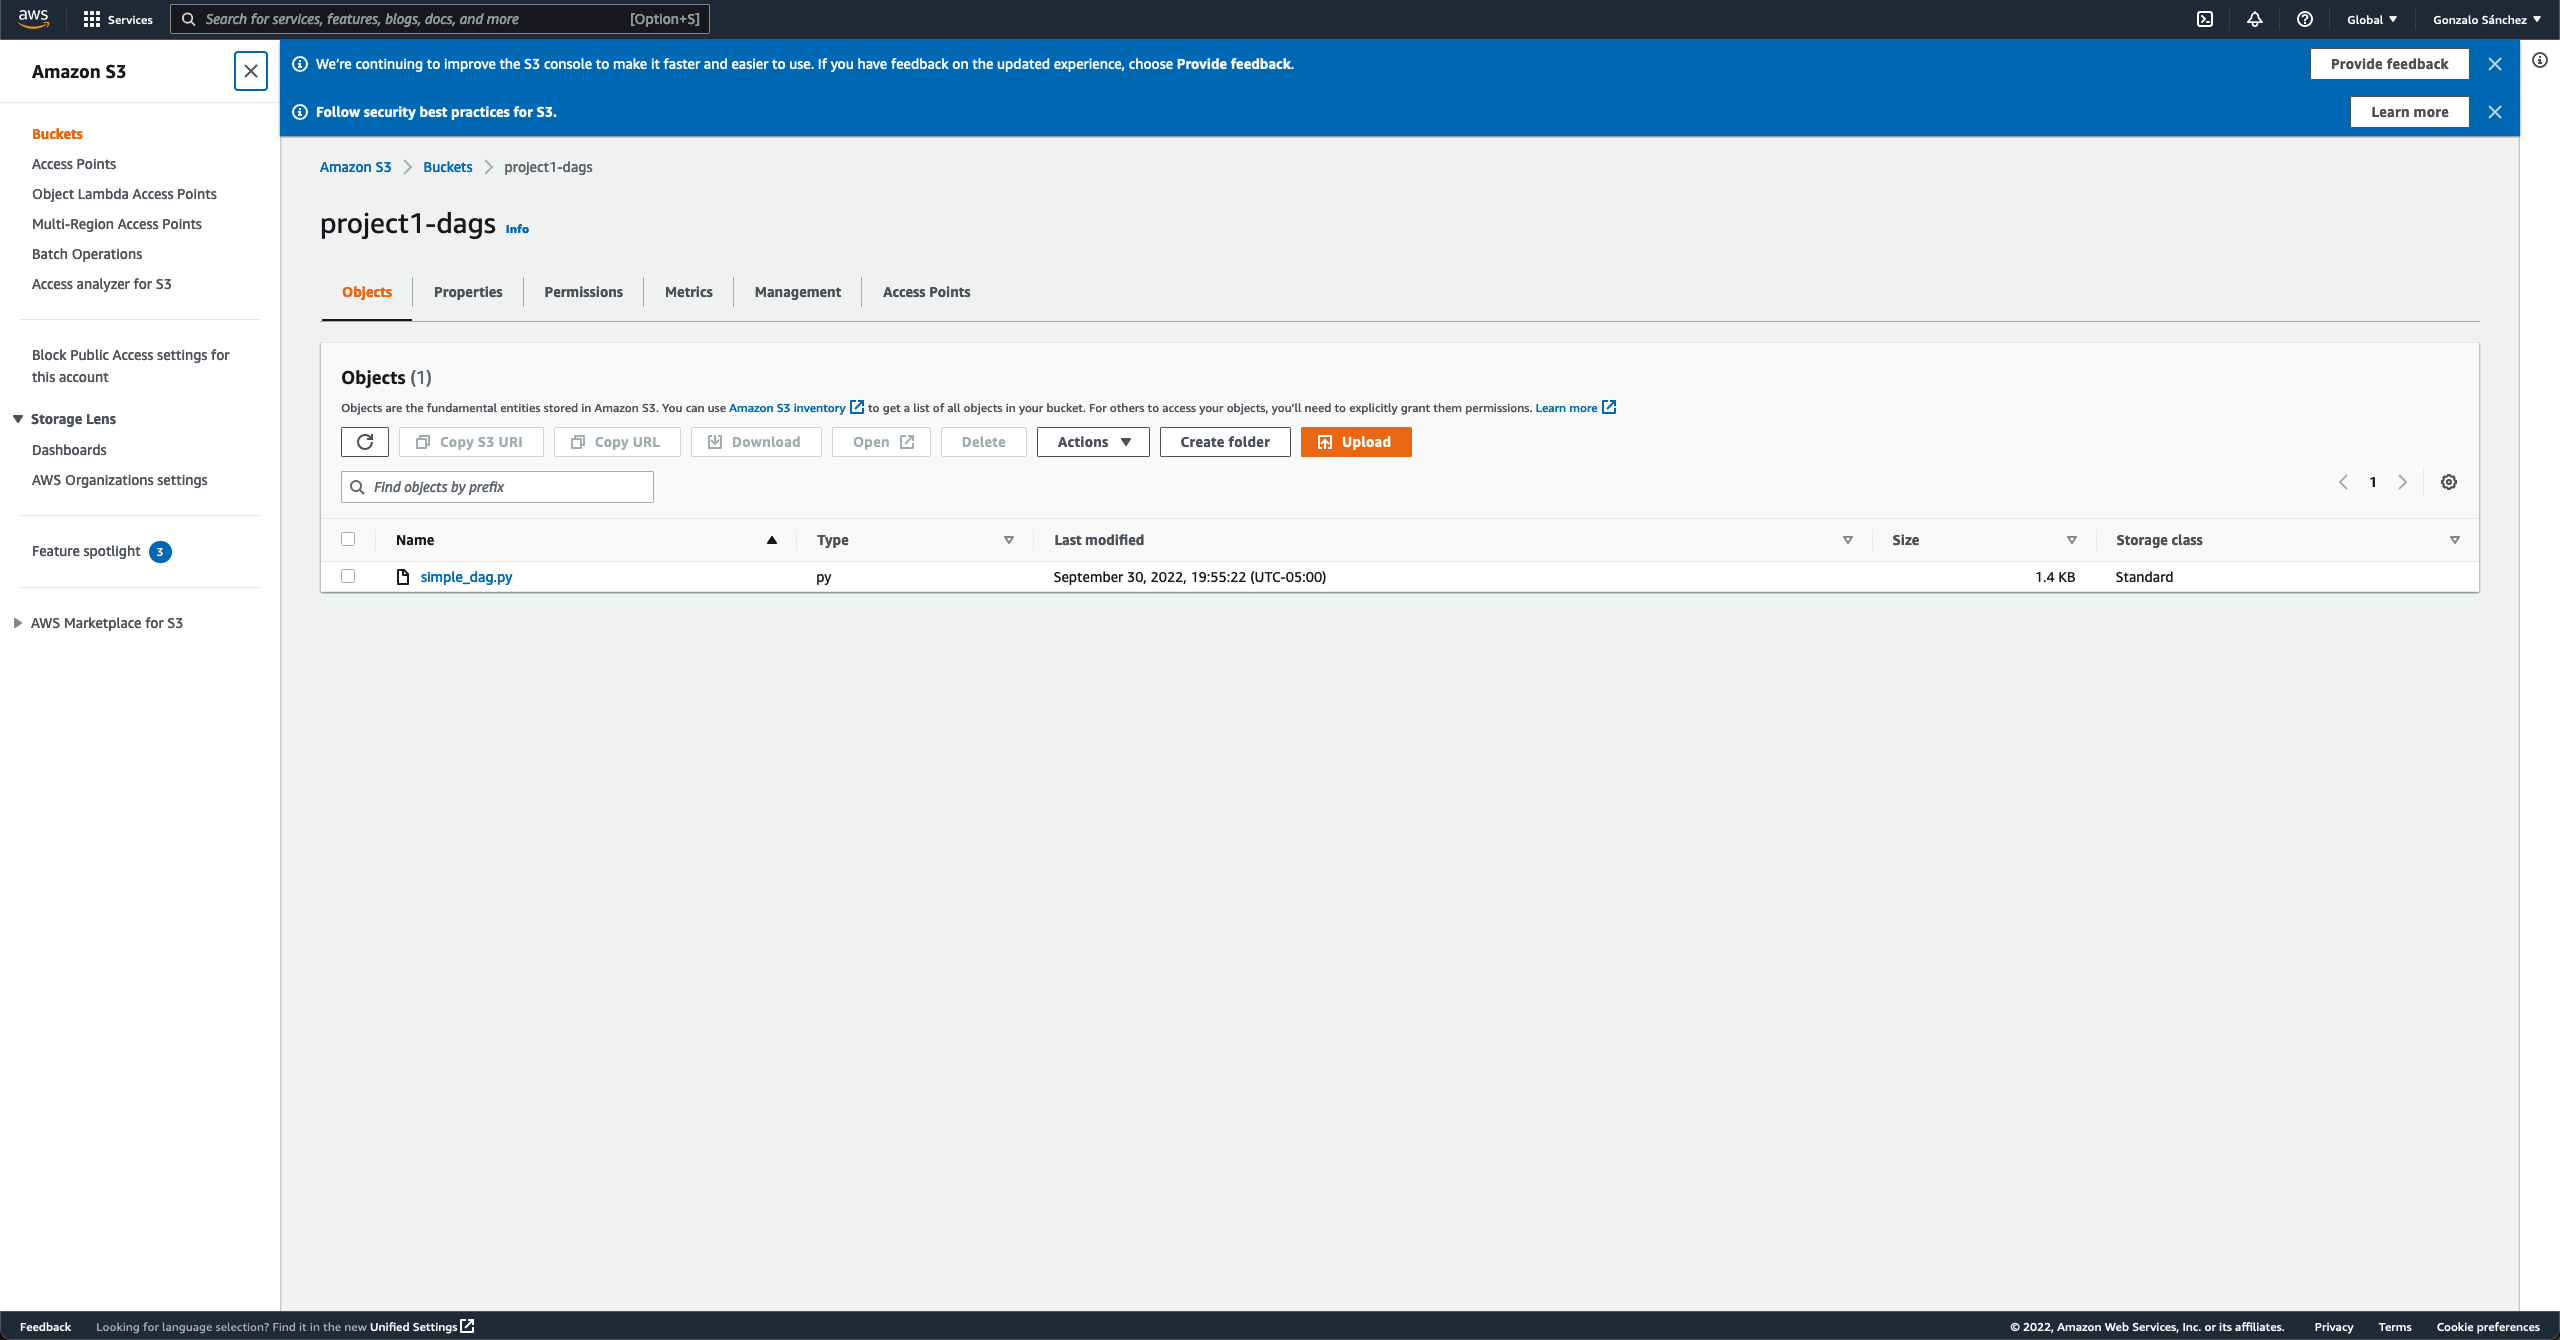 aws
Services
Search for services, features, blogs, docs, and more
[Option+S]
Global
Gonzalo Sánchez
Amazon S3
Buckets
Access Points
Object Lambda Access Points
Multi-Region Access Points
Batch Operations
Access analyzer for S3
Block Public Access settings for
this account
Storage Lens
Dashboards
AWS Organizations settings
Feature spotlight 3
AWS Marketplace for S3
We're continuing to improve the S3 console to make it faster and easier to use. If you have feedback on the updated experience, choose Provide feedback.
Provide feedback
Follow security best practices for S3.
Learn more
Amazon S3 Buckets project1-dags
project1-dags Info
Objects Properties Permissions Metrics Management Access Points
Objects (1)
Objects are the fundamental entities stored in Amazon S3. You can use Amazon S3 inventory to get a list of all objects in your bucket. For others to access your objects, you'll need to explicitly grant them permissions. Learn more
Copy S3 URI Copy URL Download Open Delete Actions Create folder Upload
Find objects by prefix
1
Name Type Last modified Size Storage class
simple_dag.py py September 30, 2022, 19:55:22 (UTC-05:00) 1.4 KB Standard
Feedback Looking for language selection? Find it in the new Unified Settings
© 2022, Amazon Web Services, Inc. or its affiliates. Privacy Terms Cookie preferences